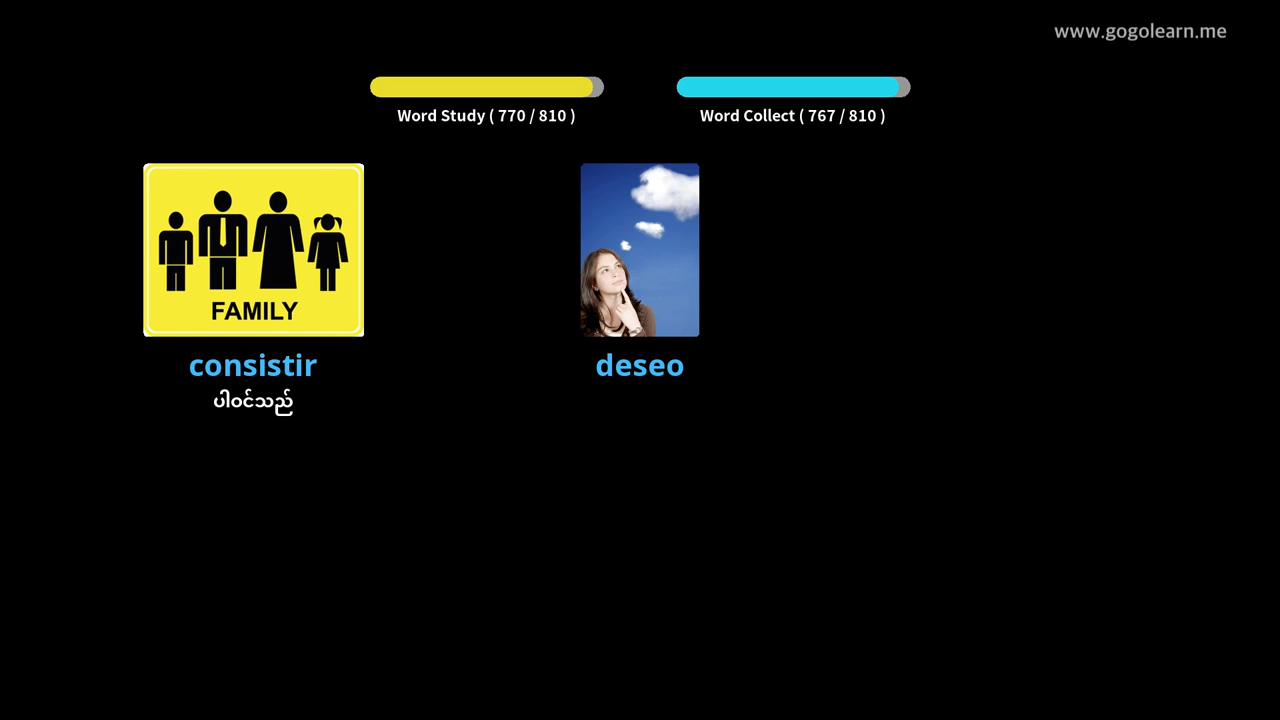 www.gogolearn.me
Word Study ( 770 / 810 )
Word Collect ( 767 / 810 )
FAMILY
consistir
ပါဝင်သည်
deseo